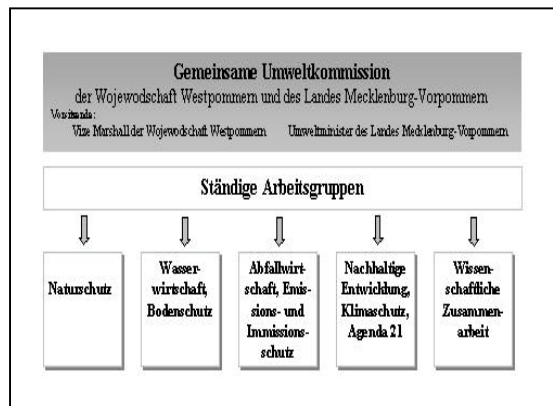 Gemeinsame Umweltkommission
der Wojewodschaft Westpommern und des Landes Mecklenburg-Vorpommern
Vorsitzende:
Vize Marshall der Wojewodschaft Westpommern Umweltminister des Landes Mecklenburg-Vorpommern
Ständige Arbeitsgruppen
Naturschutz
Wasser-
wirtschaft,
Bodenschutz
Abfallwirt-
schaft, Emis-
sions- und
Immissions-
schutz
Nachhaltige
Entwicklung,
Klimaschutz,
Agenda 21
Wissen-
schaftliche
Zusammen-
arbeit